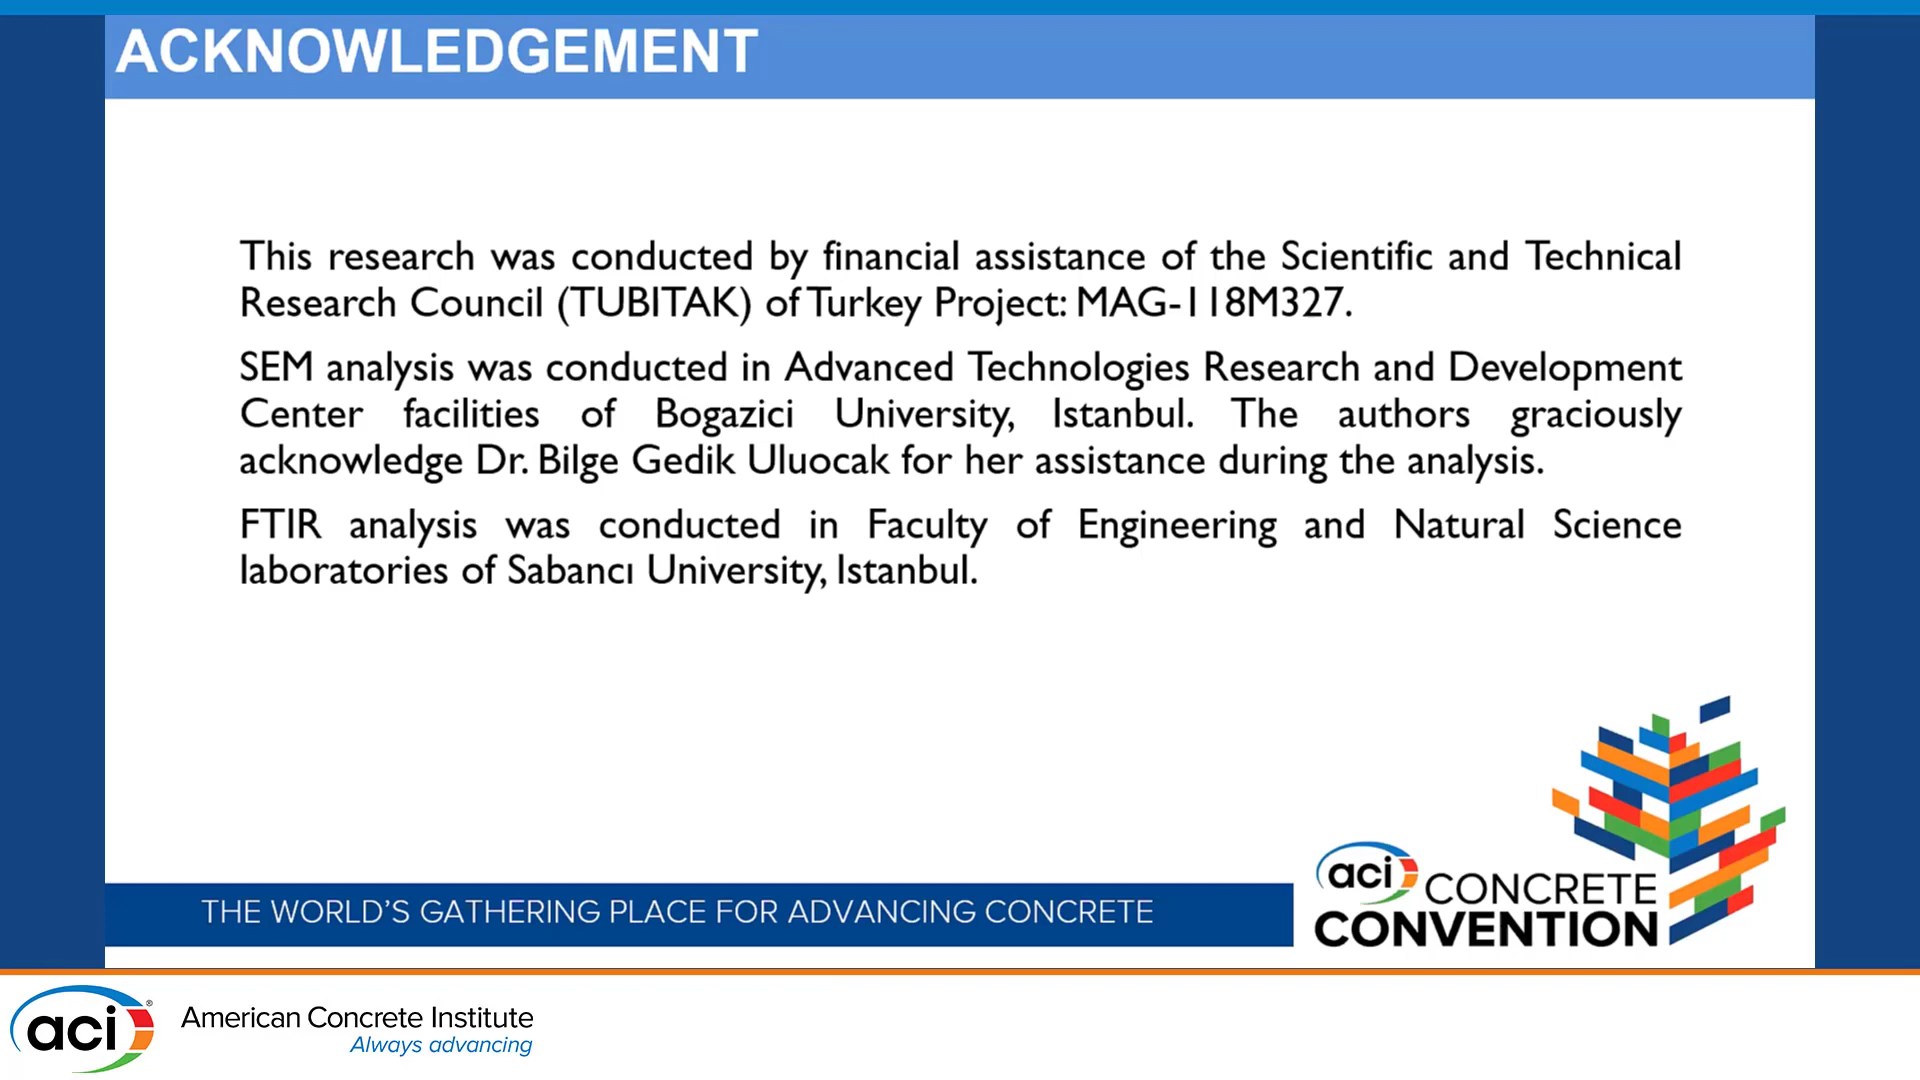 ACKNOWLEDGEMENT
This research was conducted by financial assistance of the Scientific and Technical
Research Council (TUBITAK) of Turkey Project: MAG-118M327.
SEM analysis was conducted in Advanced Technologies Research and Development
Center facilities of Bogazici University, Istanbul. The authors graciously
acknowledge Dr. Bilge Gedik Uluocak for her assistance during the analysis.
FTIR analysis was conducted in Faculty of Engineering and Natural Science
laboratories of Sabancı University, Istanbul.
THE WORLD'S GATHERING PLACE FOR ADVANCING CONCRETE
aci CONCRETE
CONVENTION
aci® American Concrete Institute
Always advancing